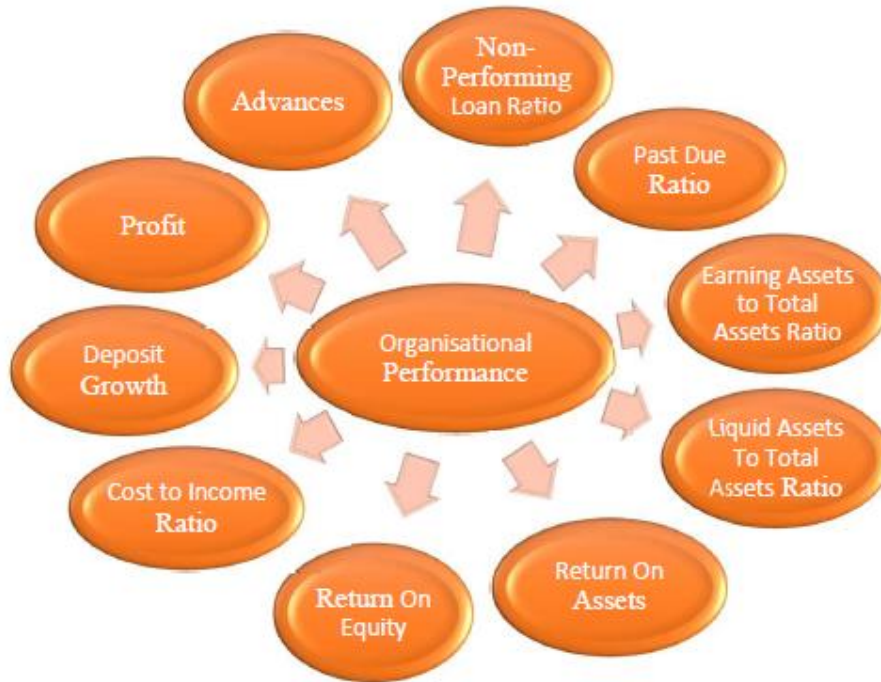 Non-
Performing
Loan Ratio
Advances
Past Due
Ratio
Profit
Earning Assets
to Total
Assets Ratio
Organisational
Performance
Deposit
Growth
Liquid Assets
To Total
Assets Ratio
Cost to Income
Ratio
Return On
Assets
Return On
Equity